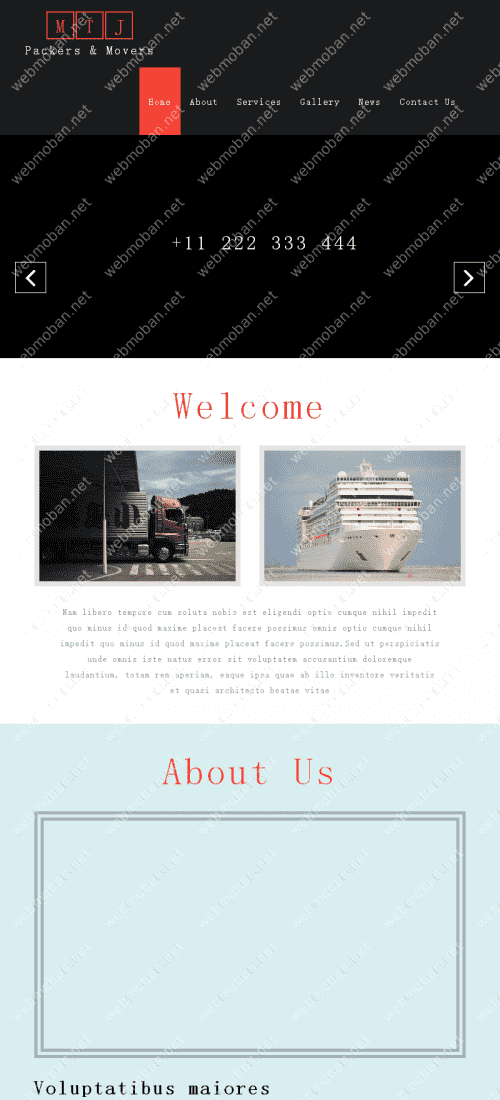 M T J
Packers & Movers
Home About Services Gallery News Contact Us
+11 222 333 444
Welcome
Nam libero tempore cum soluta nobis est eligendi optio cumque nihil impedit
quo minus id quod maxime placeat facere possimus omnis optio cumque nihil
impedit quo minus id quod maxime placeat facere possimus.Sed ut perspiciatis
unde omnis iste natus error sit voluptatem accusantium doloremque
laudantium, totam rem aperiam, eaque ipsa quae ab illo inventore veritatis
et quasi architecto beatae vitae
About Us
Voluptatibus maiores
webmoban.net